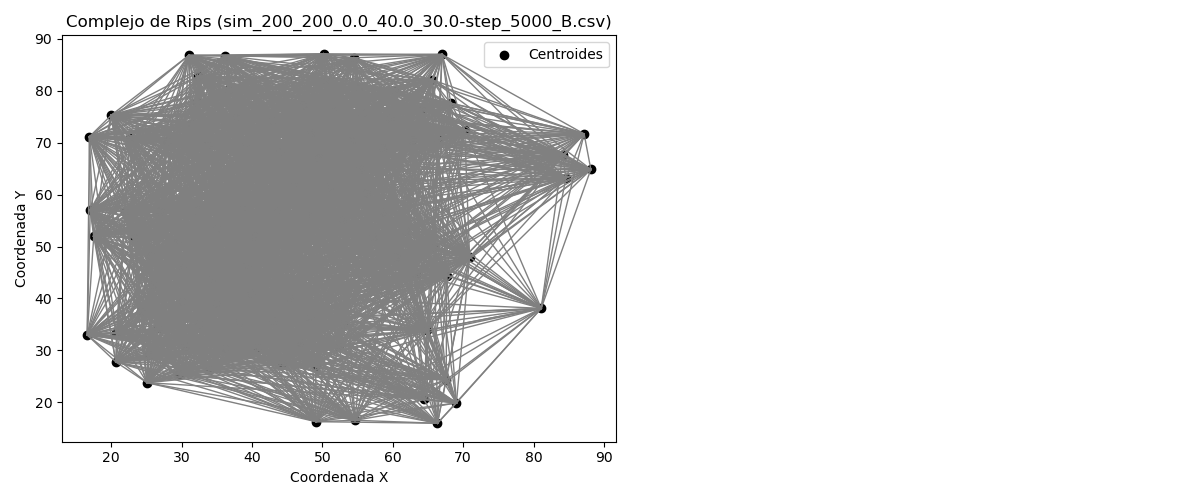 Complejo de Rips (sim_200_200_0.0_40.0_30.0-step_5000_B.csv)
Centroides
90
80
70
60
50
40
30
20
Coordenada Y
20 30 40 50 60 70 80 90
Coordenada X